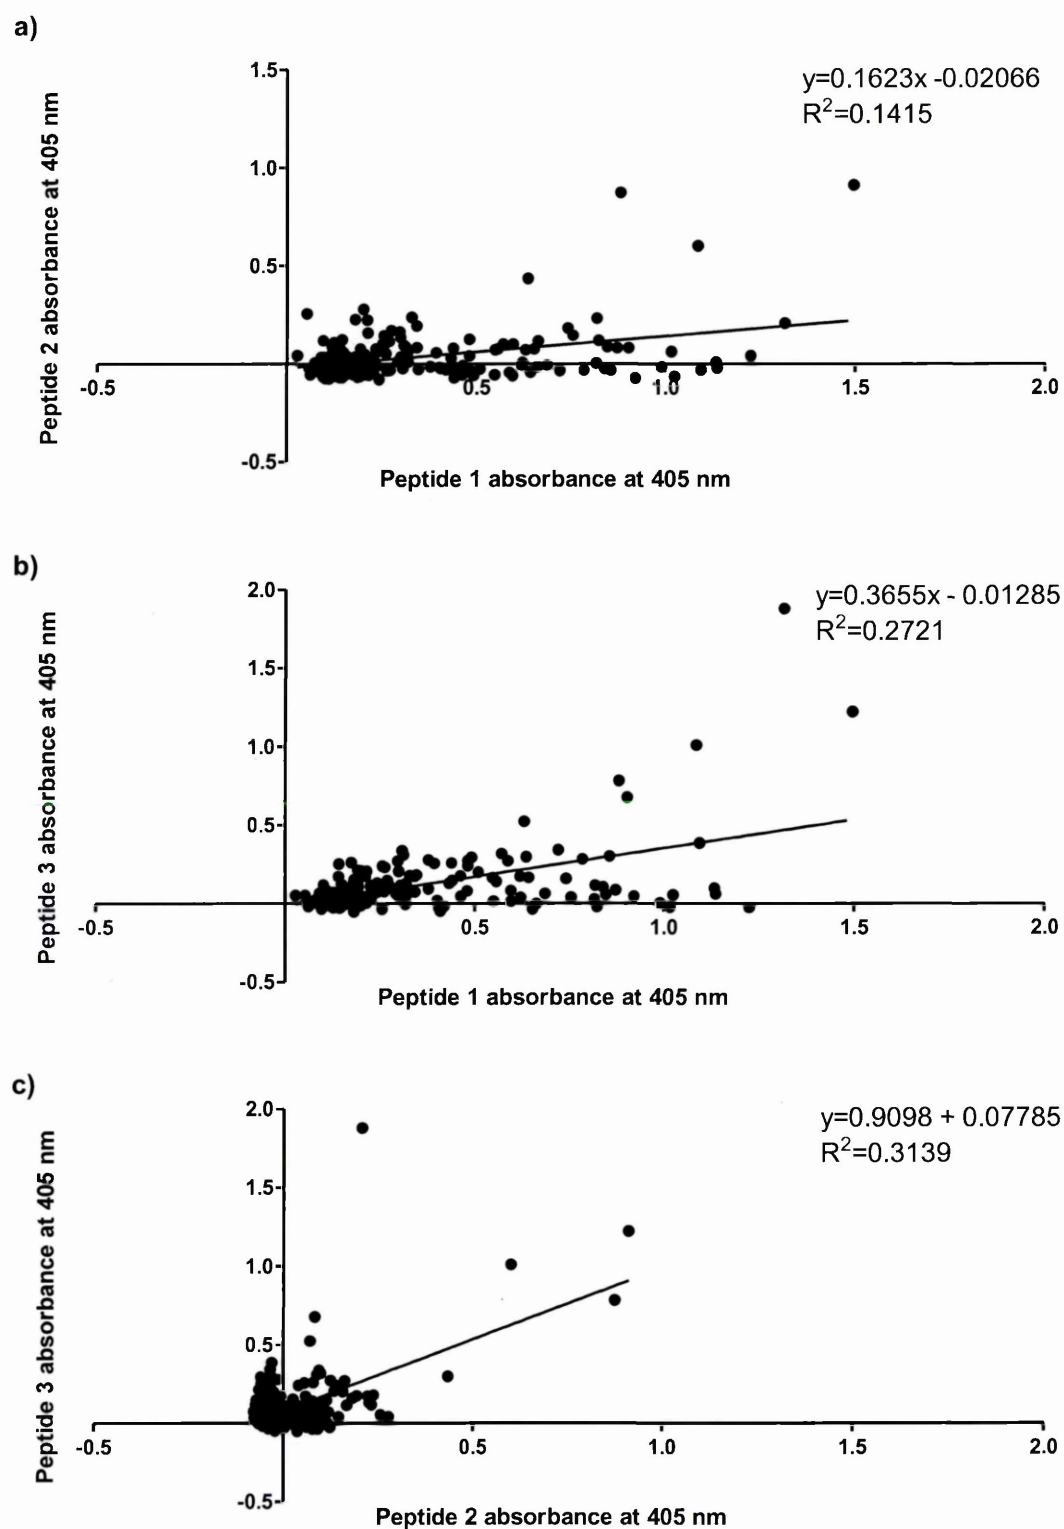 a)
y=0.1623x -0.02066
R2=0.1415
Peptide 2 absorbance at 405 nm
1.5
1.0
0.5
-0.5
-0.5
0.5
1.0
1.5
2.0
Peptide 1 absorbance at 405 nm
b)
y=0.3655x - 0.01285
R2=0.2721
Peptide 3 absorbance at 405 nm
2.0
1.5
1.0
0.5
-0.5
-0.5
0.5
1.0
1.5
2.0
Peptide 1 absorbance at 405 nm
c)
y=0.9098 + 0.07785
R2=0.3139
Peptide 3 absorbance at 405 nm
2.0
1.5
1.0
0.5
-0.5
-0.5
0.5
1.0
1.5
2.0
Peptide 2 absorbance at 405 nm